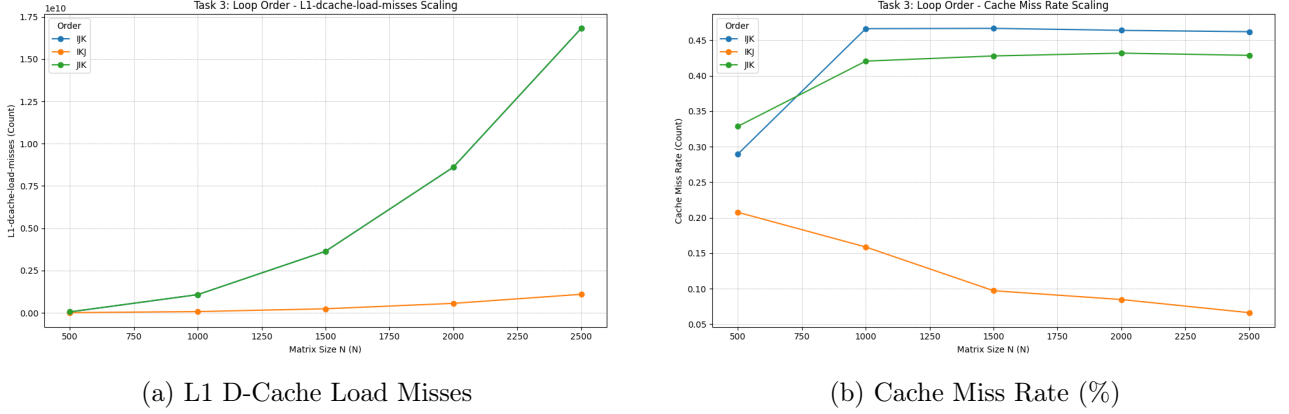 Task 3: Loop Order - L1-dcache-load-misses Scaling
1e10
Order
IJK
IKJ
JIK
L1-dcache-load-misses (Count)
1.75
1.50
1.25
1.00
0.75
0.50
0.25
0.00
500
750
1000
1250
1500
1750
2000
2250
2500
Matrix Size N (N)
(a) L1 D-Cache Load Misses
Task 3: Loop Order - Cache Miss Rate Scaling
Order
IJK
IKJ
JIK
Cache Miss Rate (Count)
0.45
0.40
0.35
0.30
0.25
0.20
0.15
0.10
0.05
500
750
1000
1250
1500
1750
2000
2250
2500
Matrix Size N (N)
(b) Cache Miss Rate (%)